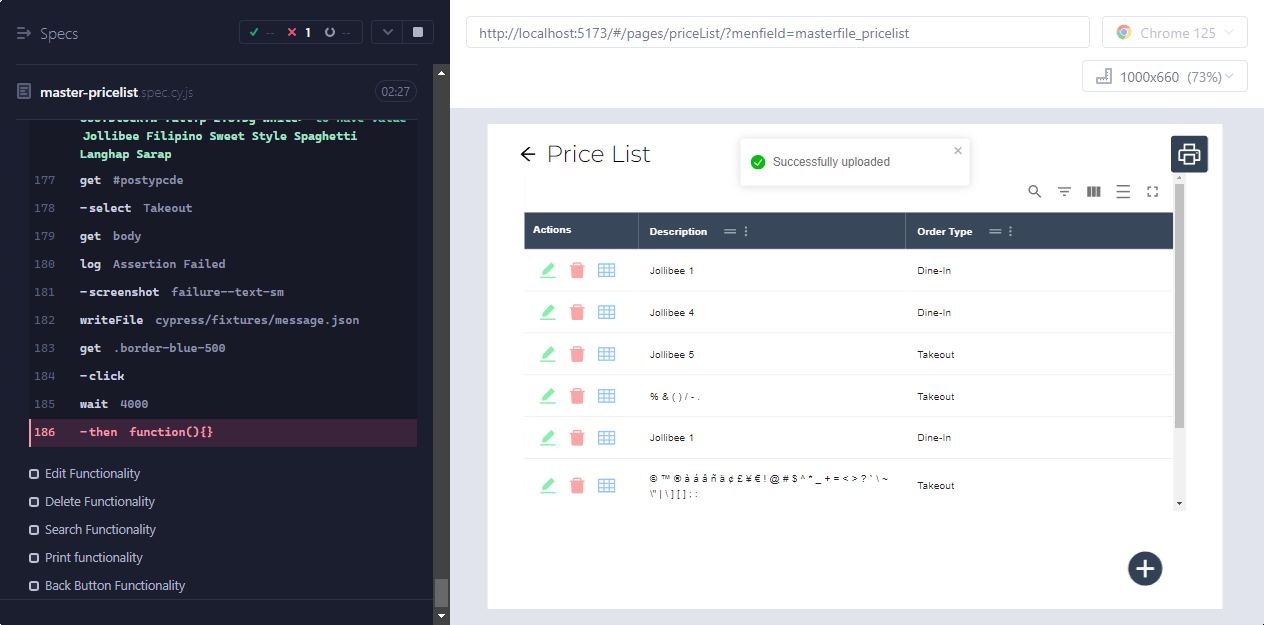 Specs
-- 1 --
master-pricelist spec.cy.js 02:27
to have value
Jollibee Filipino Sweet Style Spaghetti
Langhap Sarap
177 get #postypcde
178 -select Takeout
179 get body
180 log Assertion Failed
181 -screenshot failure--text-sm
182 writeFile cypress/fixtures/message.json
183 get .border-blue-500
184 -click
185 wait 4000
186 -then function(){}
Edit Functionality
Delete Functionality
Search Functionality
Print functionality
Back Button Functionality
http://localhost:5173/#/pages/priceList/?menfield=masterfile_pricelist
Chrome 125
1000x660 (73%)
Price List
Successfully uploaded
Actions Description Order Type
Jollibee 1 Dine-In
Jollibee 4 Dine-In
Jollibee 5 Takeout
% & ( ) / - . Takeout
Jollibee 1 Dine-In
© ™ ® à á â ñ ä ¢ £ ¥ € ! @ # $ ^ * _ + = < > ? ` \ ~ Takeout
\" | \ ] [ ] ; :